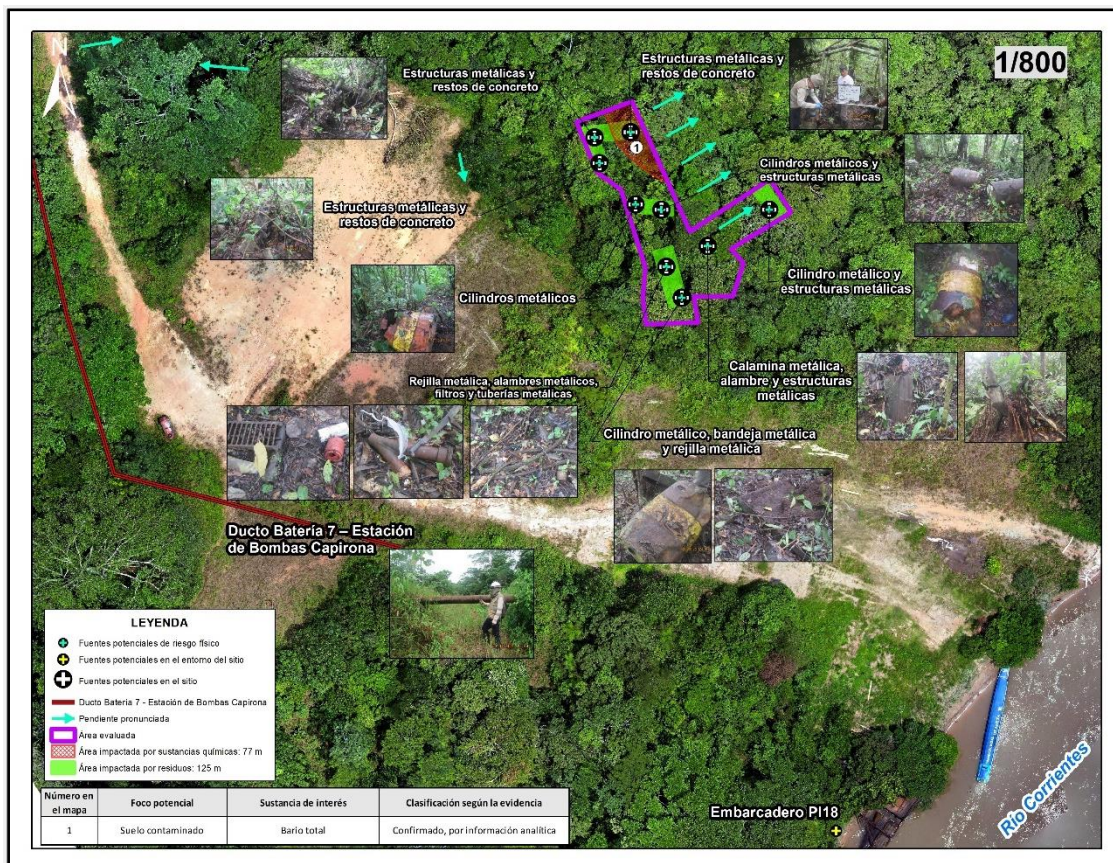 N
1/800
Estructuras metálicas y
restos de concreto
Estructuras metálicas y
restos de concreto
1
Cilindros metálicos y
estructuras metálicas
Estructuras metálicas y
restos de concreto
Cilindros metálicos
Cilindro metálico y
estructuras metálicas
Rejilla metálica, alambres metálicos,
filtros y tuberías metálicas
Calamina metálica,
alambre y estructuras
metálicas
Cilindro metálico, bandeja metálica
y rejilla metálica
Ducto Batería 7 – Estación
de Bombas Capirona
LEYENDA
Fuentes potenciales de riesgo físico
Fuentes potenciales en el entorno del sitio
Fuentes potenciales en el sitio
Ducto Batería 7 - Estación de Bombas Capirona
Pendiente pronunciada
Área evaluada
Área impactada por sustancias químicas: 77 m
Área impactada por residuos: 125 m
Número en el mapa Foco potencial Sustancia de interés Clasificación según la evidencia
1 Suelo contaminado Bario total Confirmado, por información analítica
Embarcadero PI18
Río Corrientes